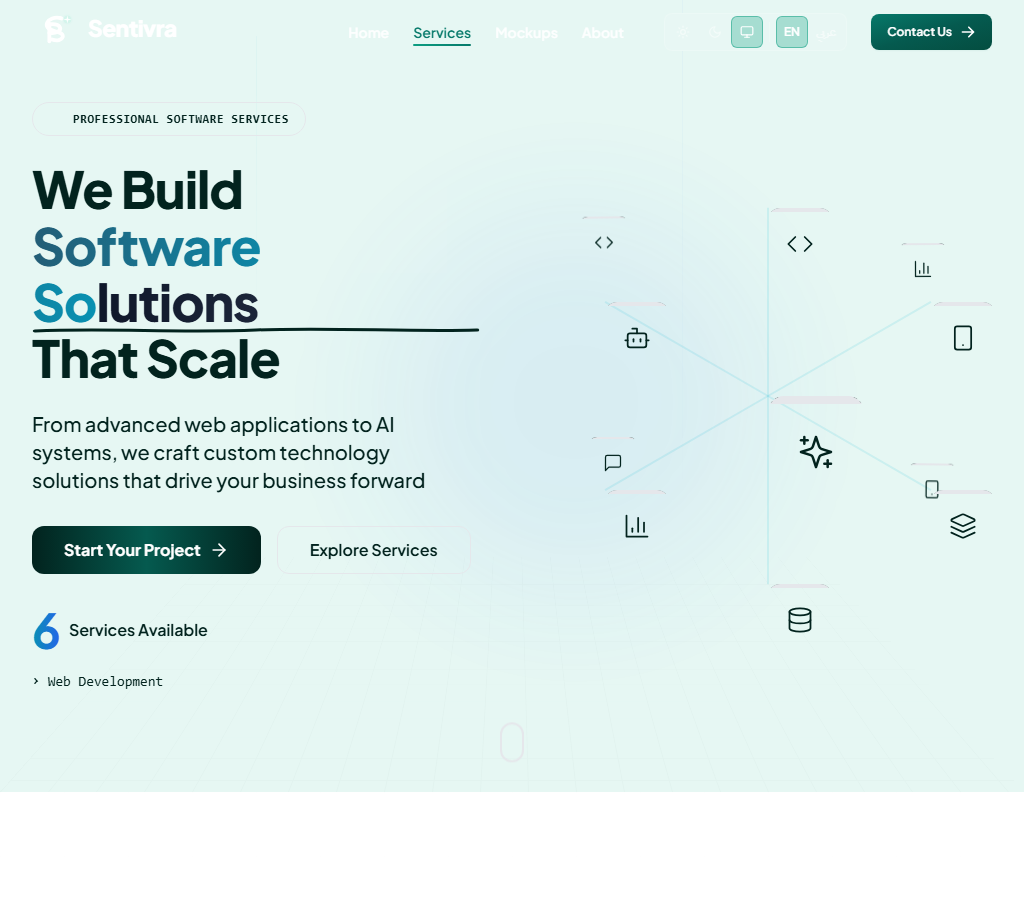 Sentivra
Home Services Mockups About
EN عربي
Contact Us
PROFESSIONAL SOFTWARE SERVICES
We Build
Software
Solutions
That Scale
From advanced web applications to AI
systems, we craft custom technology
solutions that drive your business forward
Start Your Project
Explore Services
6 Services Available
› Web Development